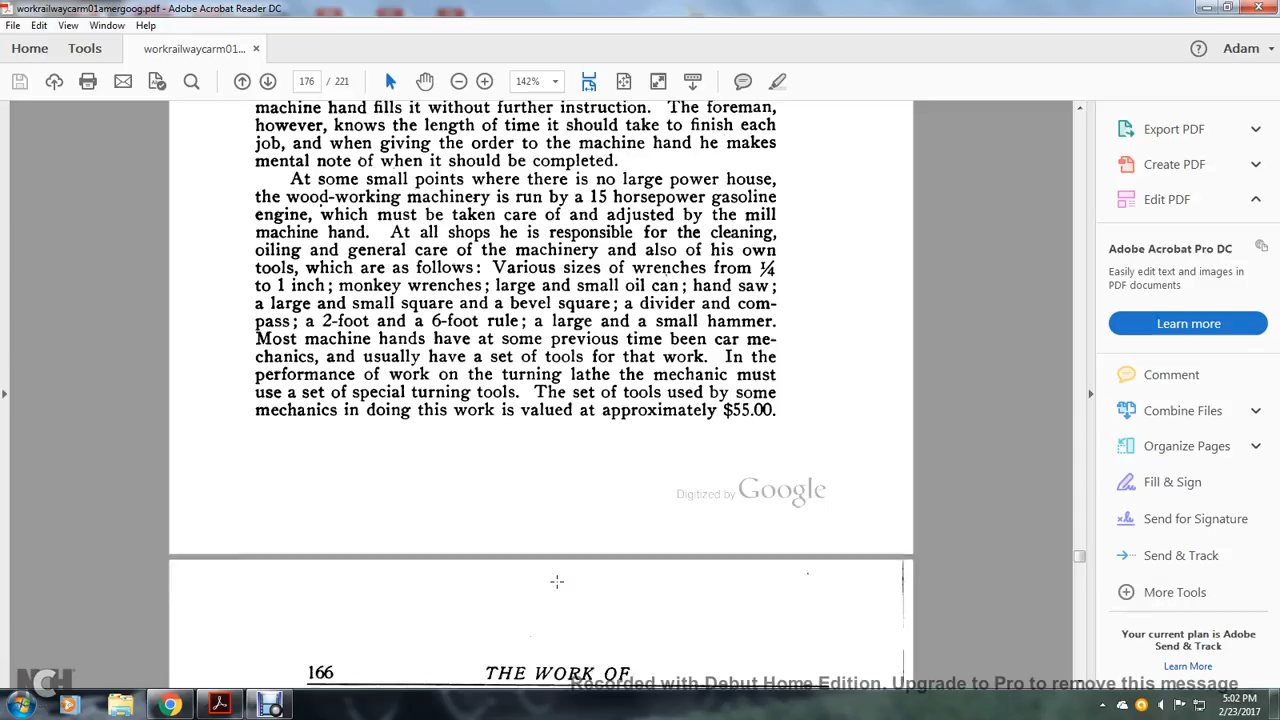 workrailwaycarm01amergoog.pdf - Adobe Acrobat Reader DC
File Edit View Window Help
Home Tools workrailwaycarm01... × Adam
176 / 221 142%
machine hand fills it without further instruction. The foreman,
however, knows the length of time it should take to finish each
job, and when giving the order to the machine hand he makes
mental note of when it should be completed.
At some small points where there is no large power house,
the wood-working machinery is run by a 15 horsepower gasoline
engine, which must be taken care of and adjusted by the mill
machine hand. At all shops he is responsible for the cleaning,
oiling and general care of the machinery and also of his own
tools, which are as follows: Various sizes of wrenches from ¼
to 1 inch; monkey wrenches; large and small oil can; hand saw;
a large and small square and a bevel square; a divider and com-
pass; a 2-foot and a 6-foot rule; a large and a small hammer.
Most machine hands have at some previous time been car me-
chanics, and usually have a set of tools for that work. In the
performance of work on the turning lathe the mechanic must
use a set of special turning tools. The set of tools used by some
mechanics in doing this work is valued at approximately $55.00.
Digitized by Google
166 THE WORK OF
Export PDF
Create PDF
Edit PDF
Adobe Acrobat Pro DC
Easily edit text and images in
PDF documents
Learn more
Comment
Combine Files
Organize Pages
Fill & Sign
Send for Signature
Send & Track
More Tools
Your current plan is Adobe
Send & Track
Learn More
NCH
Recorded with Debut Home Edition. Upgrade to Pro to remove this message
5:02 PM
2/23/2017